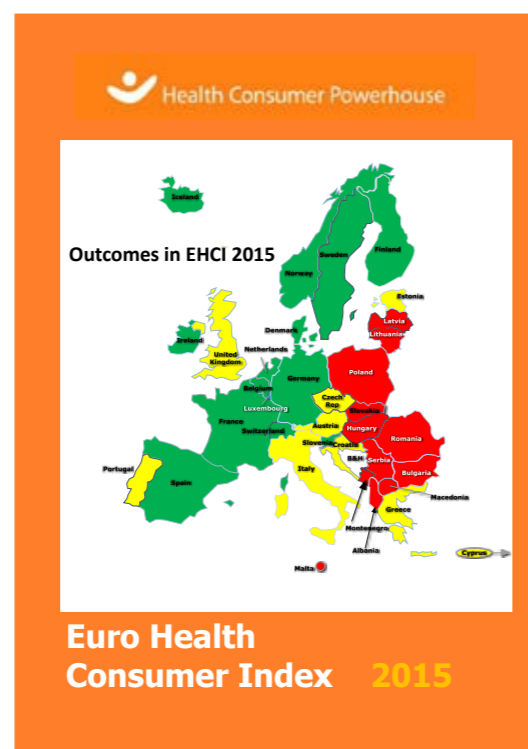 Health Consumer Powerhouse
Iceland
Outcomes in EHCI 2015
Sweden
Finland
Norway
Estonia
Latvia
Denmark
Lithuania
Ireland
Netherlands
United
Kingdom
Poland
Germany
Belgium
Czech
Rep
Luxembourg
Slovakia
France
Austria
Hungary
Switzerland
Romania
Slovenia
Croatia
B&H
Serbia
Portugal
Italy
Bulgaria
Spain
Macedonia
Greece
Montenegro
Albania
Cyprus
Malta
Euro Health
Consumer Index 2015